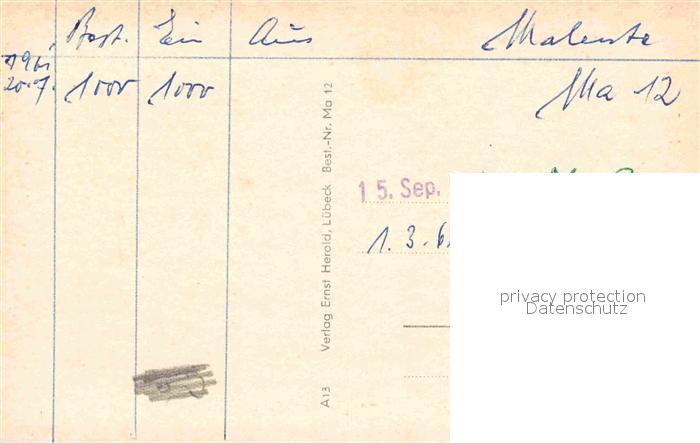 Best. Ein Aus Malente
1961
20.7. 1000 1000 Ma 12
Verlag Ernst Herold, Lübeck Best.-Nr. Ma 12
15. Sep.
1. 3. 6
A13
privacy protection
Datenschutz